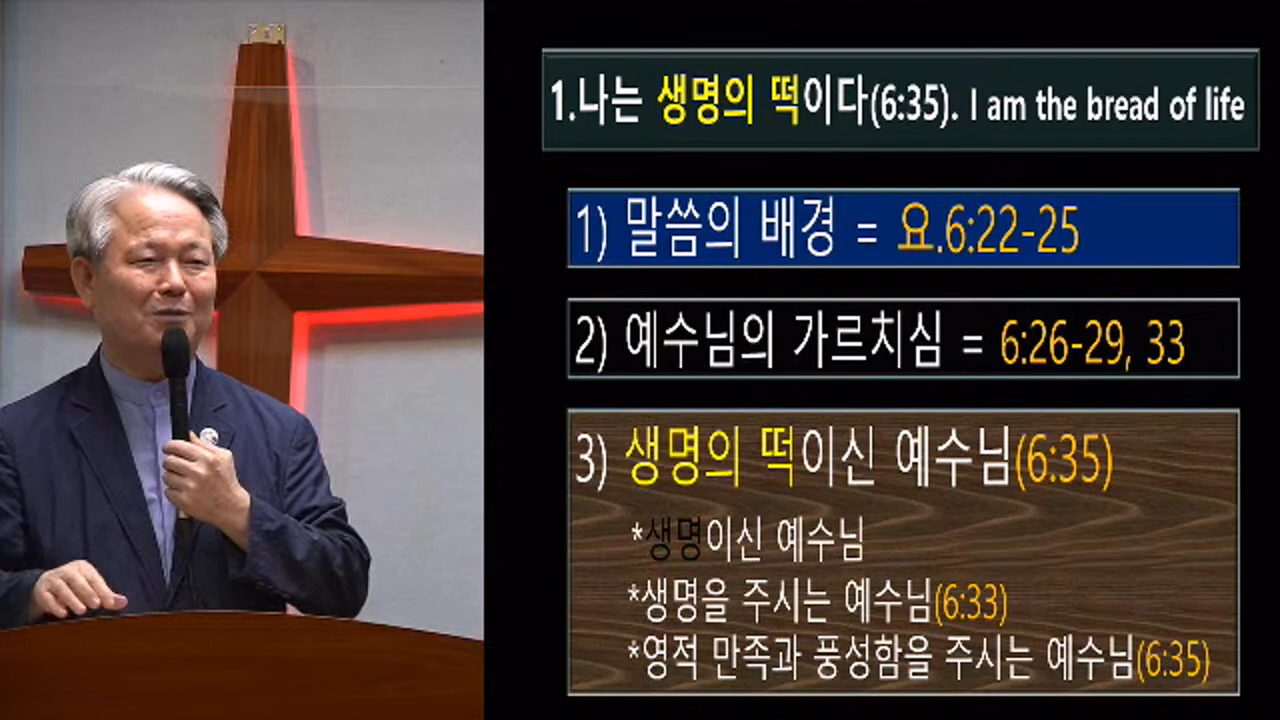 1.나는 생명의 떡이다(6:35). I am the bread of life
1) 말씀의 배경 = 요.6:22-25
2) 예수님의 가르치심 = 6:26-29, 33
3) 생명의 떡이신 예수님(6:35)
*생명이신 예수님
*생명을 주시는 예수님(6:33)
*영적 만족과 풍성함을 주시는 예수님(6:35)